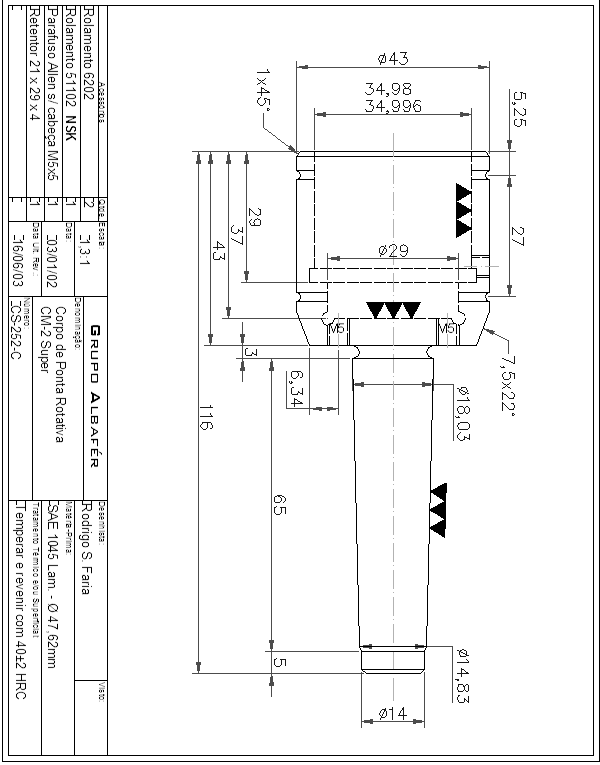 ø43
34,98
34,996
1x45°
5,25
27
29
37
43
ø29
M5
M5
7,5x22°
3
6,34
116
ø18,03
65
5
ø14,83
ø14
Acessórios
Qtde.
Rolamento 6202
2
Rolamento 51102 NSK
1
Parafuso Allen s/ cabeça M5x5
1
Retentor 21 x 29 x 4
1
Escala:
1,3:1
Data:
03/01/02
Data Ult. Rev.:
16/06/03
GRUPO ALBAFÉR
Denominação:
Corpo de Ponta Rotativa
CM-2 Super
Número:
CS-252-C
Desenhista:
Rodrigo S. Faria
Visto:
Matéria-Prima:
SAE 1045 Lam. - Ø 47,62mm
Tratamento Térmico e/ou Superficial:
Temperar e revenir com 40±2 HRC